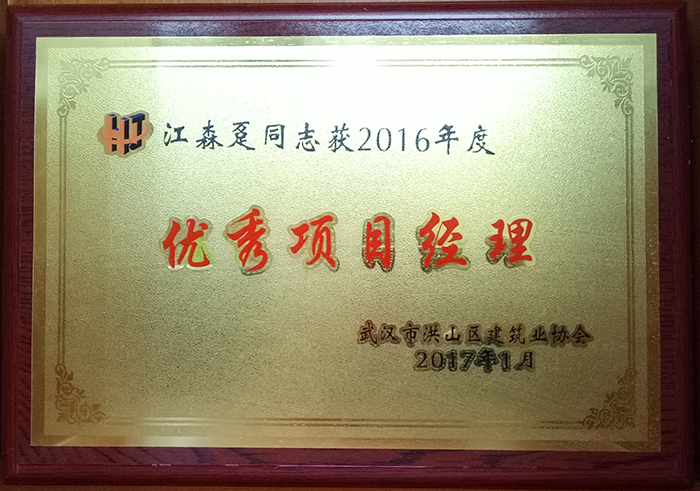 江森趸同志获2016年度
优秀项目经理
武汉市洪山区建筑业协会
2017年1月